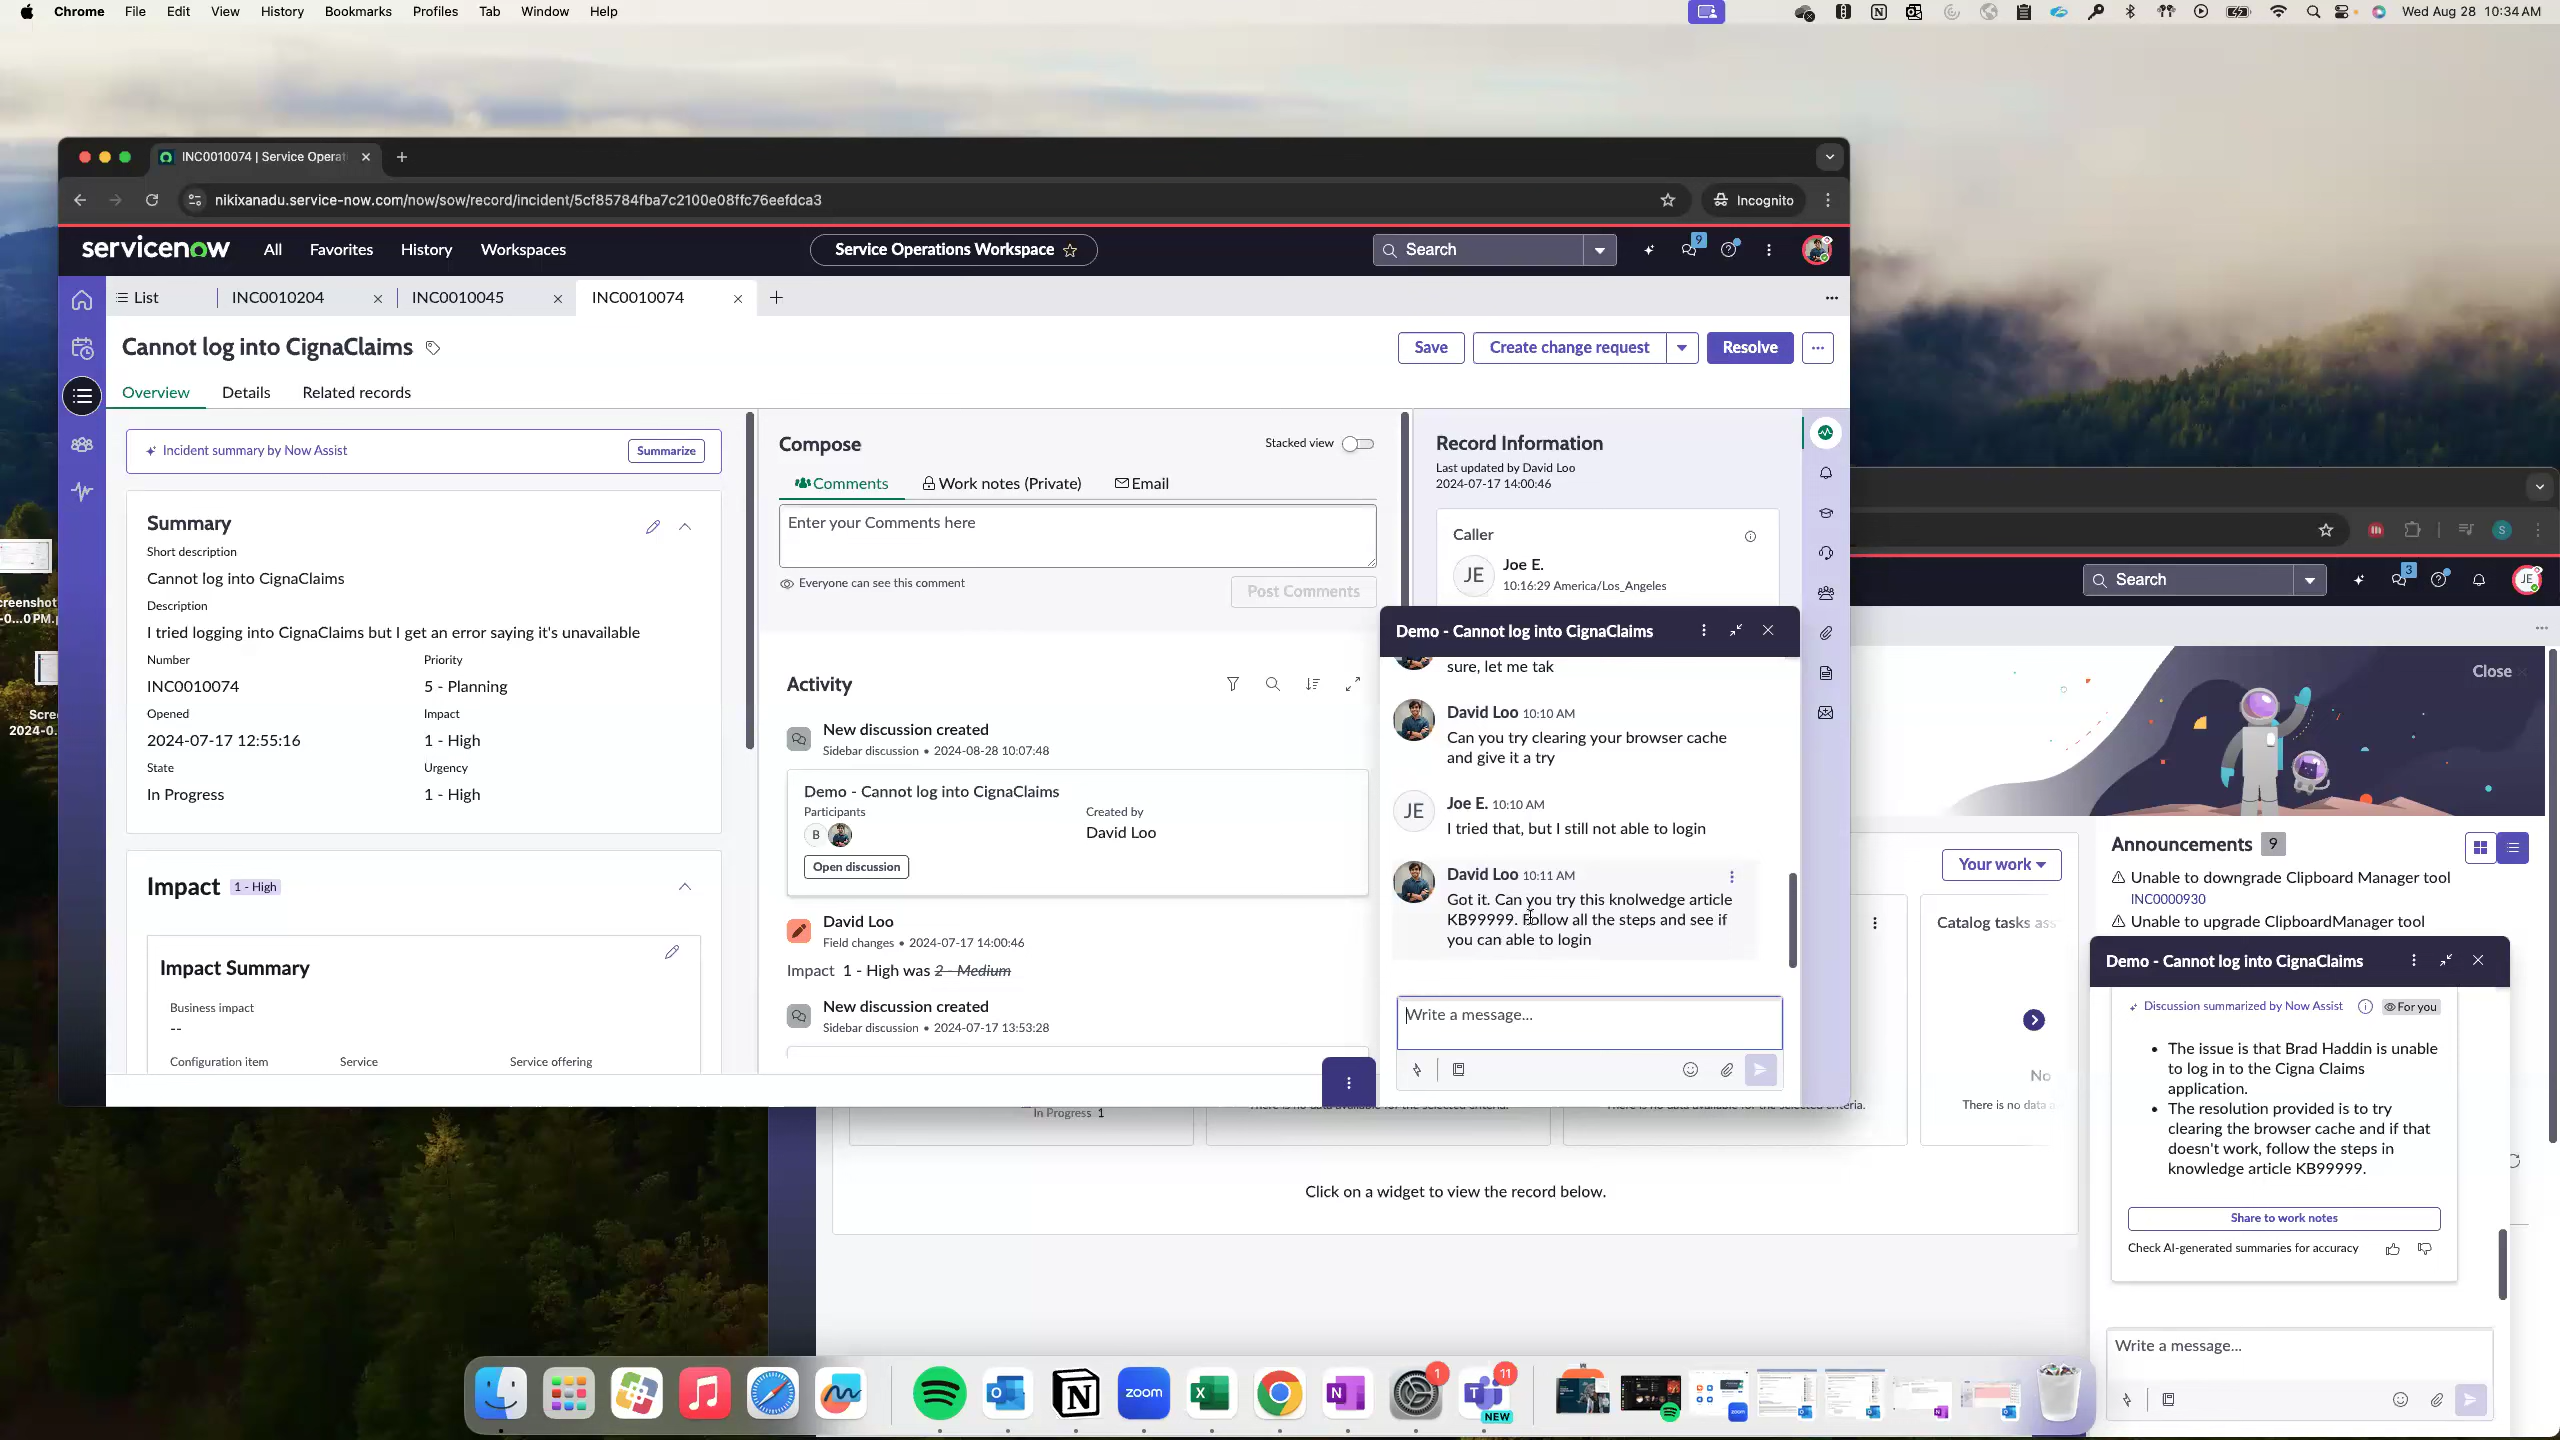 Chrome File Edit View History Bookmarks Profiles Tab Window Help
Wed Aug 28 10:34 AM
INC0010074 | Service Operat
nikixanadu.service-now.com/now/sow/record/incident/5cf85784fba7c2100e08ffc76eefdca3
Incognito
servicenow All Favorites History Workspaces
Service Operations Workspace
Search
9
List INC0010204 INC0010045 INC0010074
Cannot log into CignaClaims
Save Create change request Resolve
Overview Details Related records
Incident summary by Now Assist Summarize
Summary
Short description
Cannot log into CignaClaims
Description
I tried logging into CignaClaims but I get an error saying it's unavailable
Number Priority
INC0010074 5 - Planning
Opened Impact
2024-07-17 12:55:16 1 - High
State Urgency
In Progress 1 - High
Impact 1 - High
Impact Summary
Business impact
--
Configuration item Service Service offering
Compose
Stacked view
Comments Work notes (Private) Email
Enter your Comments here
Everyone can see this comment
Post Comments
Activity
New discussion created
Sidebar discussion • 2024-08-28 10:07:48
Demo - Cannot log into CignaClaims
Participants Created by
B David Loo
Open discussion
David Loo
Field changes • 2024-07-17 14:00:46
Impact 1 - High was 2 - Medium
New discussion created
Sidebar discussion • 2024-07-17 13:53:28
Record Information
Last updated by David Loo
2024-07-17 14:00:46
Caller
JE Joe E.
10:16:29 America/Los_Angeles
Demo - Cannot log into CignaClaims
sure, let me tak
David Loo 10:10 AM
Can you try clearing your browser cache
and give it a try
JE Joe E. 10:10 AM
I tried that, but I still not able to login
David Loo 10:11 AM
Got it. Can you try this knolwedge article
KB99999. Follow all the steps and see if
you can able to login
Write a message...
S
Search
3
JE
Close
Your work
Announcements 9
Unable to downgrade Clipboard Manager tool
INC0000930
Unable to upgrade ClipboardManager tool
Catalog tasks ass
No
There is no data a
In Progress 1
Click on a widget to view the record below.
Demo - Cannot log into CignaClaims
Discussion summarized by Now Assist For you
• The issue is that Brad Haddin is unable
to log in to the Cigna Claims
application.
• The resolution provided is to try
clearing the browser cache and if that
doesn't work, follow the steps in
knowledge article KB99999.
Share to work notes
Check AI-generated summaries for accuracy
Write a message...
zoom
1
11
NEW